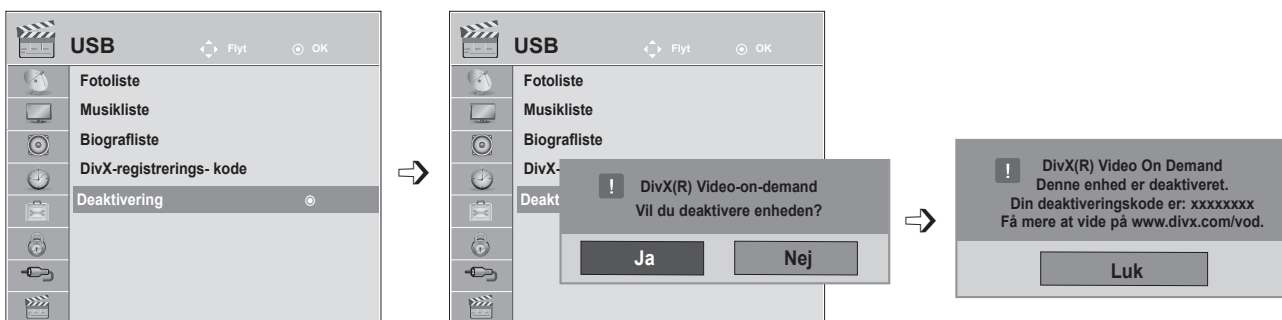 USB Flyt OK
Fotoliste
Musikliste
Biografliste
DivX-registrerings- kode
Deaktivering
USB Flyt OK
Fotoliste
Musikliste
Biografliste
DivX-
Deakt
! DivX(R) Video-on-demand
Vil du deaktivere enheden?
Ja Nej
! DivX(R) Video On Demand
Denne enhed er deaktiveret.
Din deaktiveringskode er: xxxxxxxx
Få mere at vide på www.divx.com/vod.
Luk